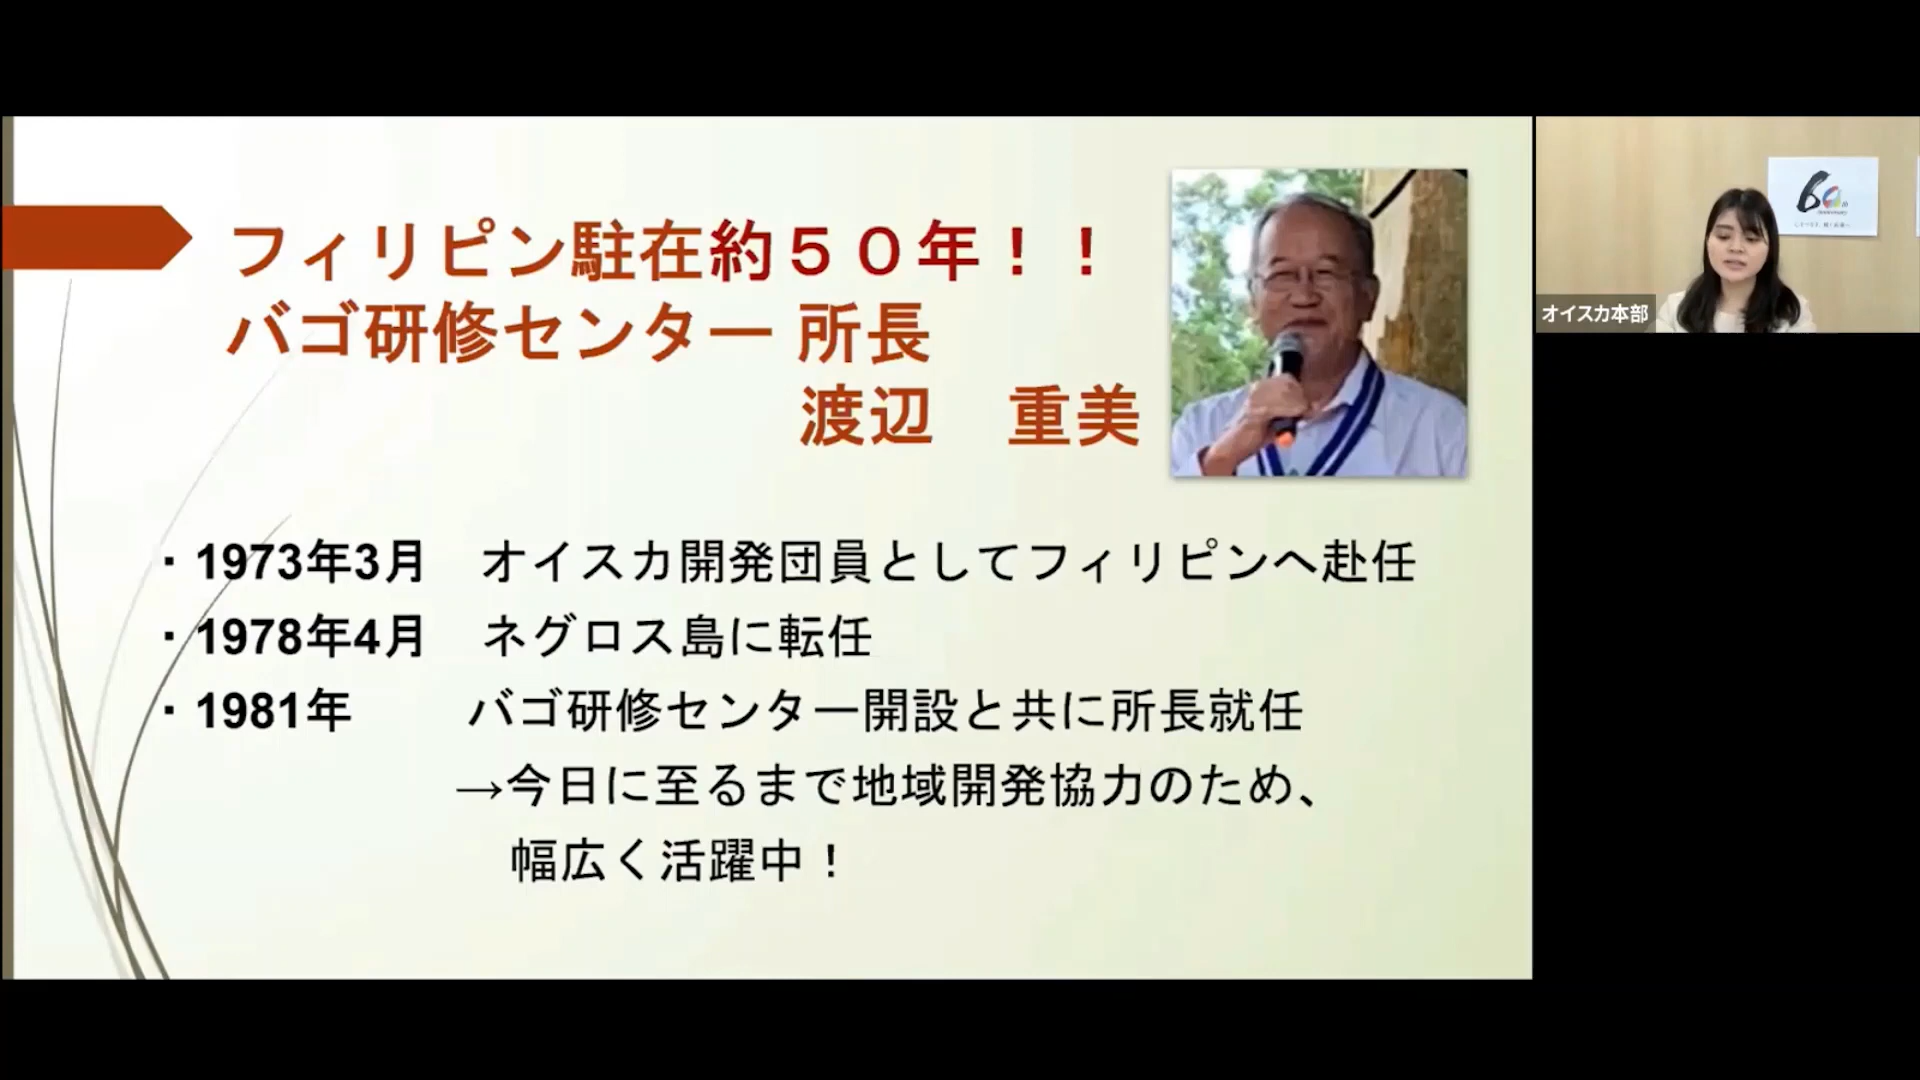 フィリピン駐在約５０年！！
バゴ研修センター 所長
渡辺　重美
・1973年3月　オイスカ開発団員としてフィリピンへ赴任
・1978年4月　ネグロス島に転任
・1981年　バゴ研修センター開設と共に所長就任
→今日に至るまで地域開発協力のため、
幅広く活躍中！
60th
Anniversary
オイスカ本部